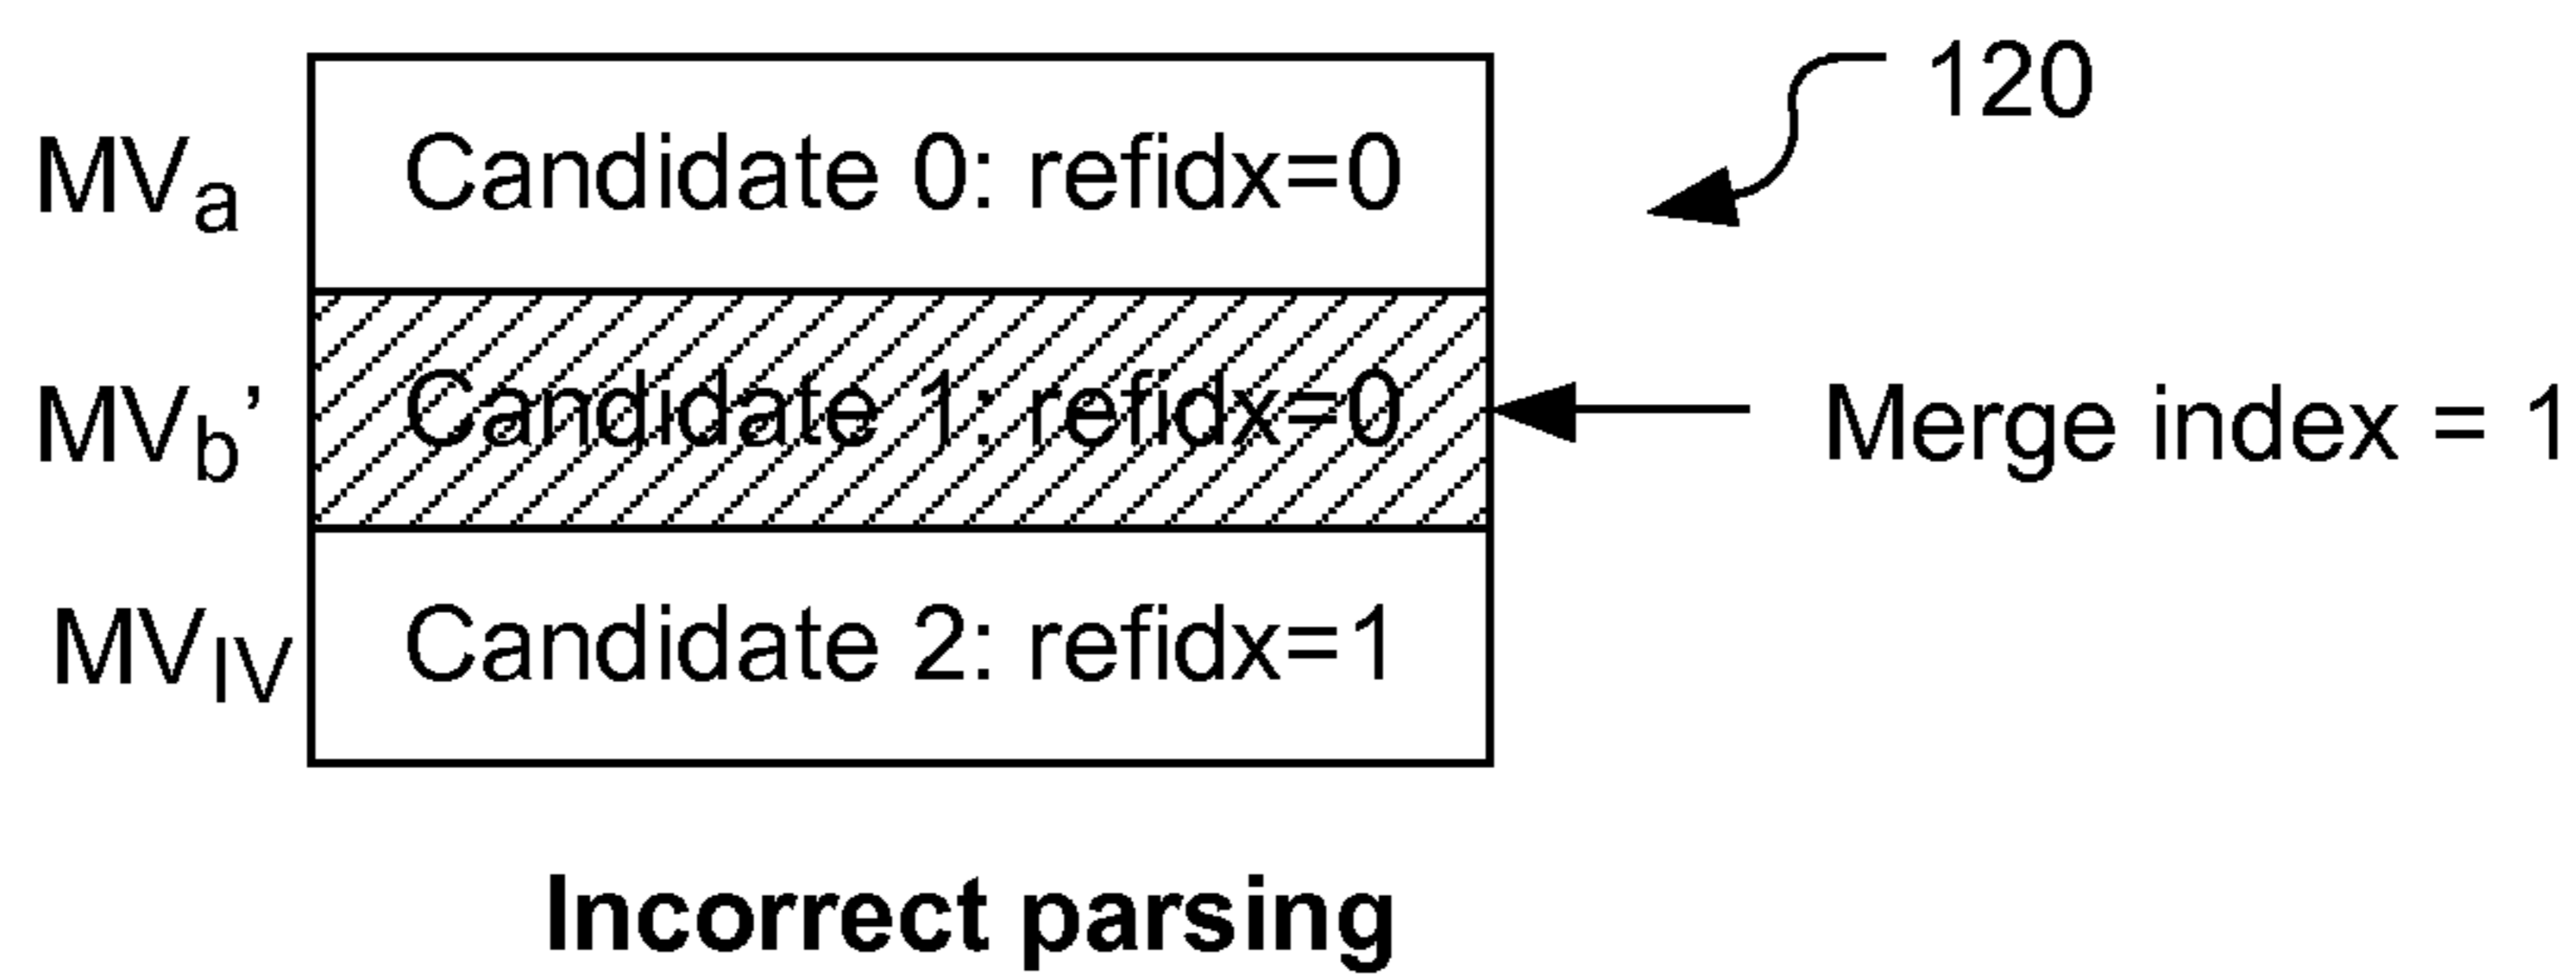 120
MVa Candidate 0: refidx=0
MVb’ Candidate 1: refidx=0 Merge index = 1
MVIV Candidate 2: refidx=1
Incorrect parsing